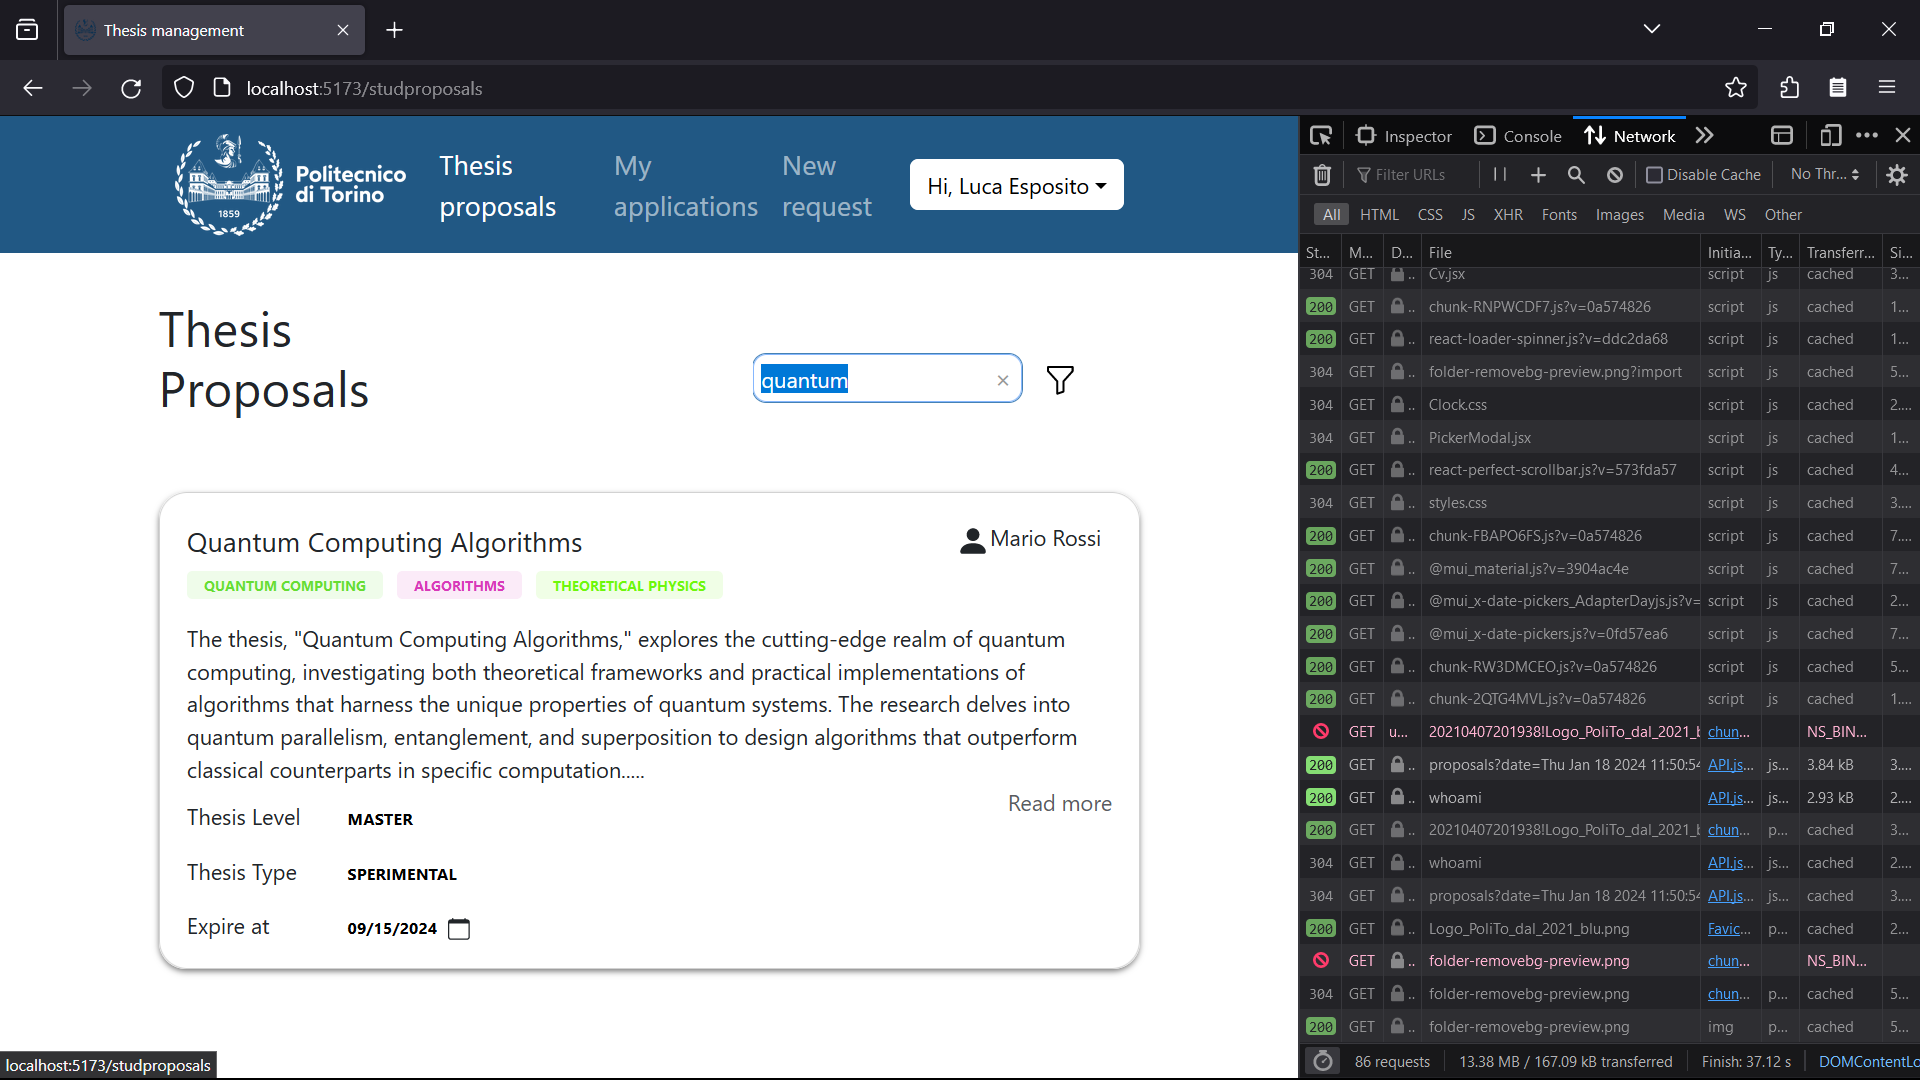 Thesis management
localhost:5173/studproposals
Politecnico
di Torino
1859
Thesis
proposals
My
applications
New
request
Hi, Luca Esposito
Thesis
Proposals
quantum
Quantum Computing Algorithms
Mario Rossi
QUANTUM COMPUTING
ALGORITHMS
THEORETICAL PHYSICS
The thesis, "Quantum Computing Algorithms," explores the cutting-edge realm of quantum
computing, investigating both theoretical frameworks and practical implementations of
algorithms that harness the unique properties of quantum systems. The research delves into
quantum parallelism, entanglement, and superposition to design algorithms that outperform
classical counterparts in specific computation.....
Read more
Thesis Level MASTER
Thesis Type SPERIMENTAL
Expire at 09/15/2024
localhost:5173/studproposals
Inspector Console Network
Filter URLs Disable Cache No Thr...
All HTML CSS JS XHR Fonts Images Media WS Other
St... M... D... File Initia... Ty... Transferr... Si...
304 GET .. Cv.jsx script js cached 3...
200 GET .. chunk-RNPWCDF7.js?v=0a574826 script js cached 1...
200 GET .. react-loader-spinner.js?v=ddc2da68 script js cached 1...
304 GET .. folder-removebg-preview.png?import script js cached 5...
304 GET .. Clock.css script js cached 2...
304 GET .. PickerModal.jsx script js cached 1...
200 GET .. react-perfect-scrollbar.js?v=573fda57 script js cached 4...
304 GET .. styles.css script js cached 3....
200 GET .. chunk-FBAPO6FS.js?v=0a574826 script js cached 7....
200 GET .. @mui_material.js?v=3904ac4e script js cached 7...
200 GET .. @mui_x-date-pickers_AdapterDayjs.js?v= script js cached 2...
200 GET .. @mui_x-date-pickers.js?v=0fd57ea6 script js cached 7...
200 GET .. chunk-RW3DMCEO.js?v=0a574826 script js cached 5...
200 GET .. chunk-2QTG4MVL.js?v=0a574826 script js cached 1....
GET u... 20210407201938!Logo_PoliTo_dal_2021_b chun... NS_BIN...
200 GET .. proposals?date=Thu Jan 18 2024 11:50:54 API.js... js... 3.84 kB 3....
200 GET .. whoami API.js... js... 2.93 kB 2....
200 GET .. 20210407201938!Logo_PoliTo_dal_2021_b chun... p... cached 3...
304 GET .. whoami API.js... js... cached 2....
304 GET .. proposals?date=Thu Jan 18 2024 11:50:54 API.js... js... cached 3....
200 GET .. Logo_PoliTo_dal_2021_blu.png Favic... p... cached 2...
GET .. folder-removebg-preview.png chun... NS_BIN...
304 GET .. folder-removebg-preview.png chun... p... cached 5...
200 GET .. folder-removebg-preview.png img p... cached 5...
86 requests 13.38 MB / 167.09 kB transferred Finish: 37.12 s DOMContentLo